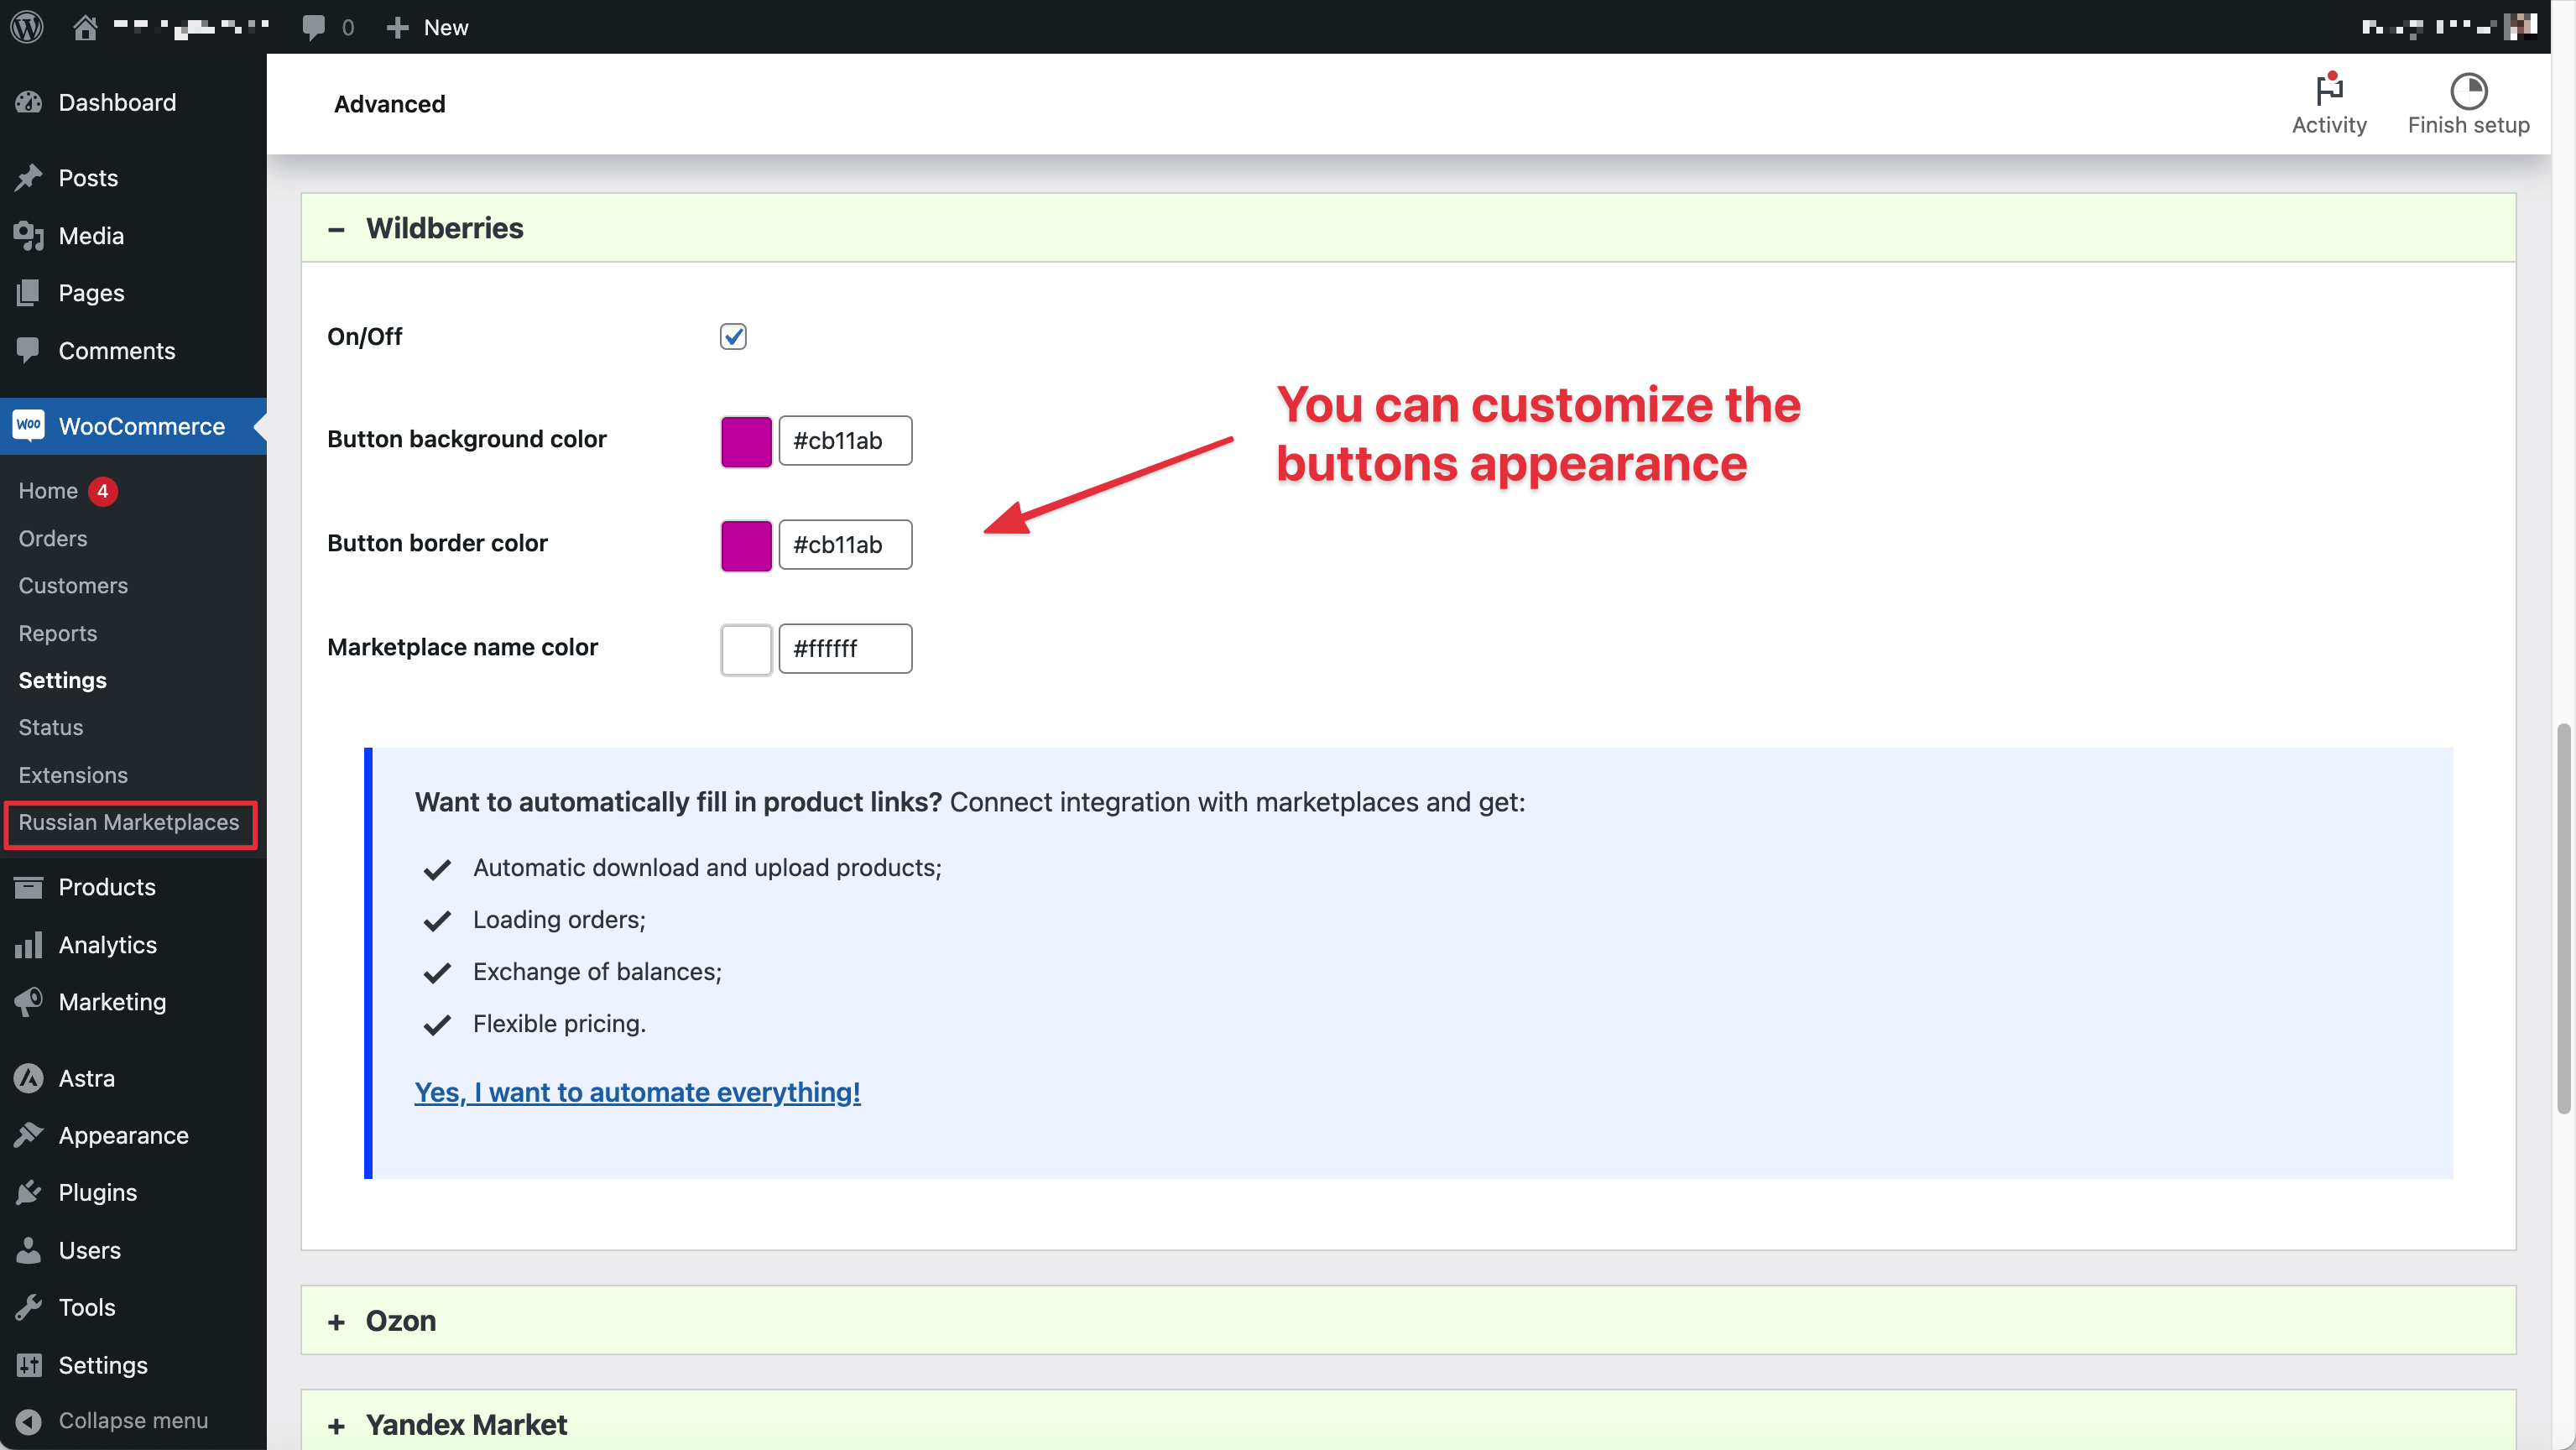 0
New
Dashboard
Posts
Media
Pages
Comments
WOO
WooCommerce
Home 4
Orders
Customers
Reports
Settings
Status
Extensions
Russian Marketplaces
Products
Analytics
Marketing
Astra
Appearance
Plugins
Users
Tools
Settings
Collapse menu
Advanced
Activity
Finish setup
− Wildberries
On/Off
Button background color
#cb11ab
Button border color
#cb11ab
Marketplace name color
#ffffff
You can customize the
buttons appearance
Want to automatically fill in product links? Connect integration with marketplaces and get:
Automatic download and upload products;
Loading orders;
Exchange of balances;
Flexible pricing.
Yes, I want to automate everything!
+ Ozon
+ Yandex Market